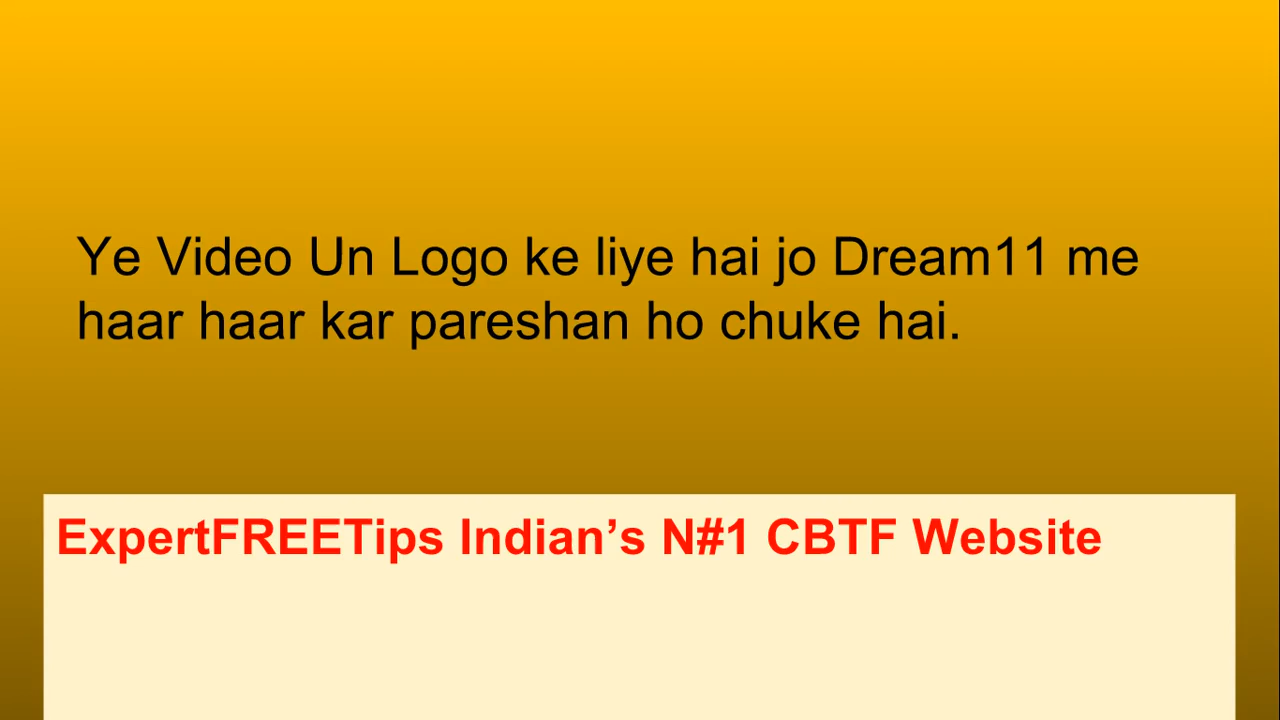 Ye Video Un Logo ke liye hai jo Dream11 me
haar haar kar pareshan ho chuke hai.
ExpertFREETips Indian’s N#1 CBTF Website